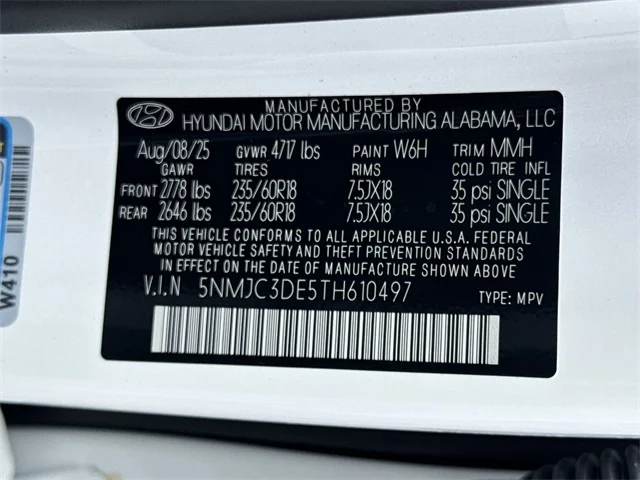 MANUFACTURED BY
HYUNDAI MOTOR MANUFACTURING ALABAMA, LLC
Aug/08/25 GVWR 4717 lbs PAINT W6H TRIM MMH
GAWR TIRES RIMS COLD TIRE INFL
FRONT 2778 lbs 235/60R18 7.5JX18 35 psi SINGLE
REAR 2646 lbs 235/60R18 7.5JX18 35 psi SINGLE
THIS VEHICLE CONFORMS TO ALL APPLICABLE U.S.A. FEDERAL
MOTOR VEHICLE SAFETY AND THEFT PREVENTION STANDARDS
IN EFFECT ON THE DATE OF MANUFACTURE SHOWN ABOVE.
V.I.N 5NMJC3DE5TH610497 TYPE: MPV
W410